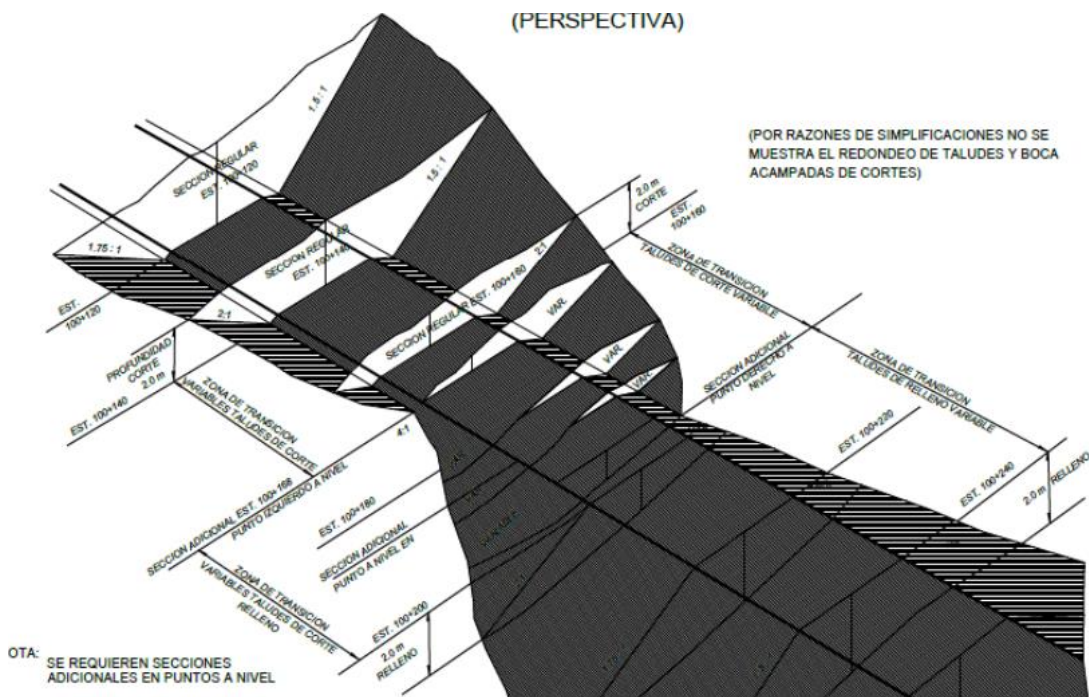 (PERSPECTIVA)
(POR RAZONES DE SIMPLIFICACIONES NO SE
MUESTRA EL REDONDEO DE TALUDES Y BOCA
ACAMPADAS DE CORTES)
1.5 : 1
SECCION REGULAR
EST. 100+120
1.5 : 1
2.0 m
CORTE
EST.
100+160
1.75 : 1
SECCION REGULAR
EST. 100+140
2:1
ZONA DE TRANSICION
TALUDES DE CORTE VARIABLE
EST.
100+120
2:1
SECCION REGULAR EST. 100+160
VAR.
VAR.
VAR.
PROFUNDIDAD
CORTE
2.0 m
EST. 100+140
ZONA DE TRANSICION
VARIABLES TALUDES DE CORTE
SECCION ADICIONAL
PUNTO DERECHO A
NIVEL
ZONA DE TRANSICION
TALUDES DE RELLENO VARIABLE
4:1
SECCION ADICIONAL EST. 100+168
PUNTO IZQUIERDO A NIVEL
VAR.
VAR.
VARIABLE
EST. 100+180
SECCION ADICIONAL
PUNTO A NIVEL EN
EST. 100+220
EST. 100+240
2.0 m
RELLENO
ZONA DE TRANSICION
VARIABLES TALUDES DE CORTE
RELLENO
EST. 100+200
2.0 m
RELLENO
OTA:
SE REQUIEREN SECCIONES
ADICIONALES EN PUNTOS A NIVEL